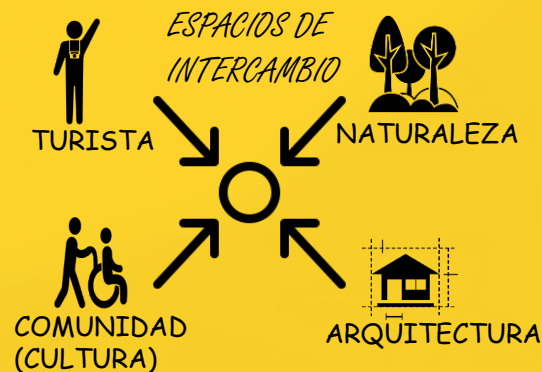 ESPACIOS DE
INTERCAMBIO
TURISTA
NATURALEZA
COMUNIDAD
(CULTURA)
ARQUITECTURA